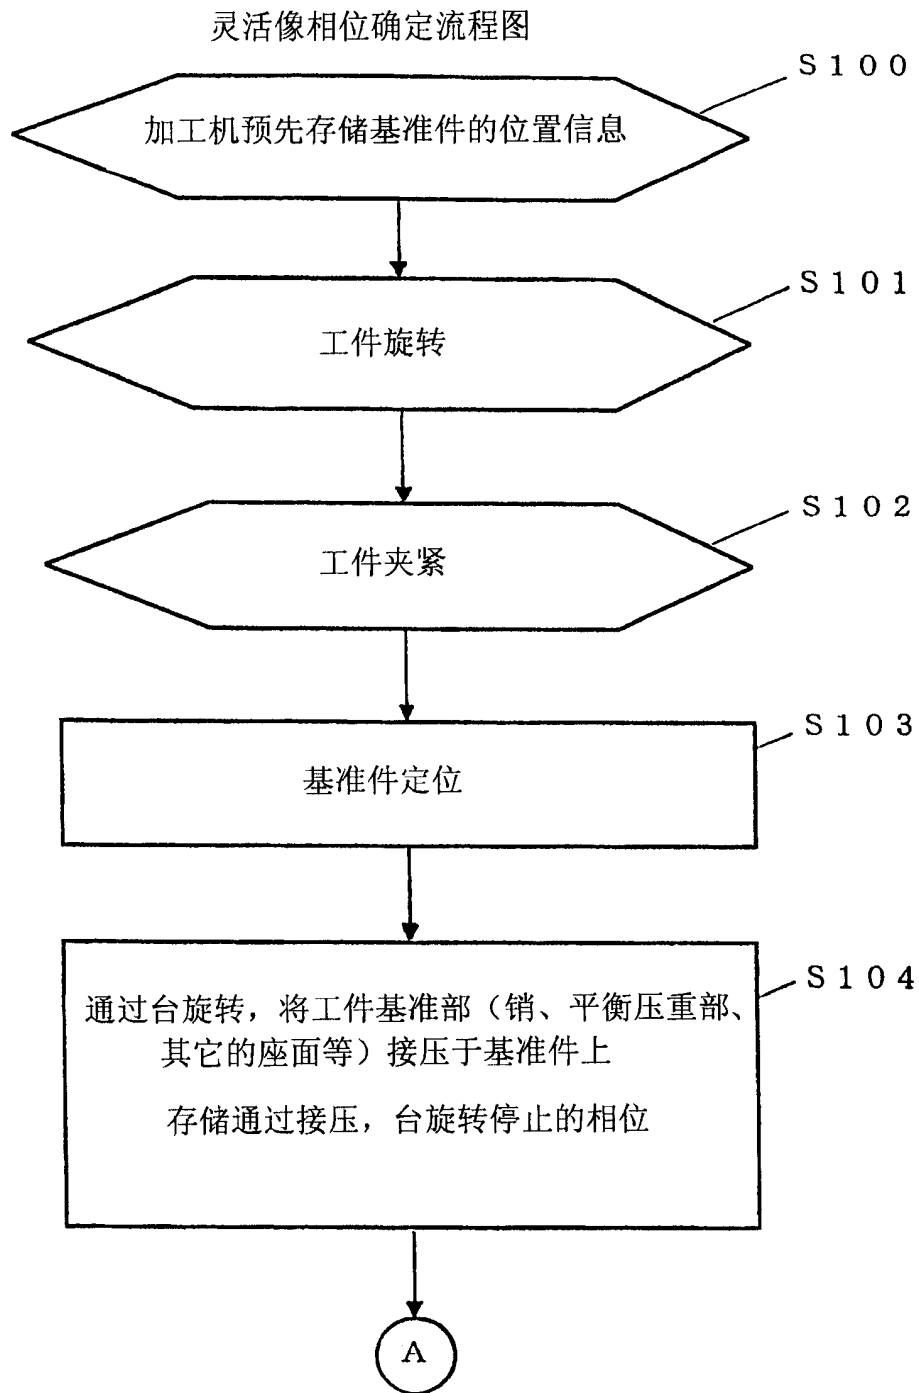 灵活像相位确定流程图
S100
加工机预先存储基准件的位置信息
S101
工件旋转
S102
工件夹紧
S103
基准件定位
S104
通过台旋转，将工件基准部（销、平衡压重部、
其它的座面等）接压于基准件上
存储通过接压，台旋转停止的相位
A